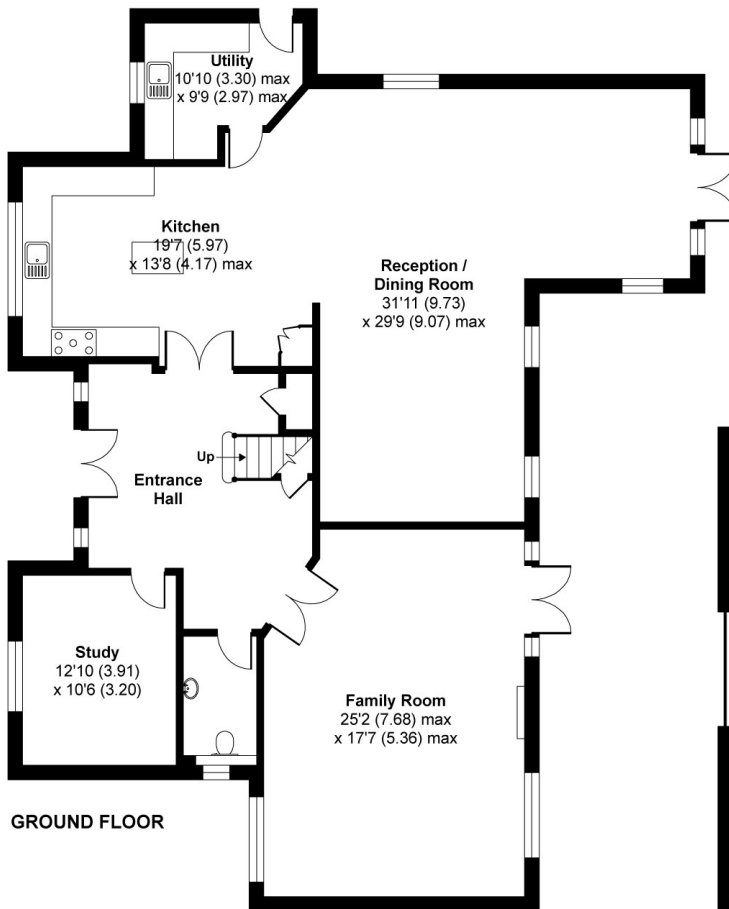 Utility
10'10 (3.30) max
x 9'9 (2.97) max
Kitchen
19'7 (5.97)
x 13'8 (4.17) max
Reception /
Dining Room
31'11 (9.73)
x 29'9 (9.07) max
Up
Entrance
Hall
Study
12'10 (3.91)
x 10'6 (3.20)
Family Room
25'2 (7.68) max
x 17'7 (5.36) max
GROUND FLOOR